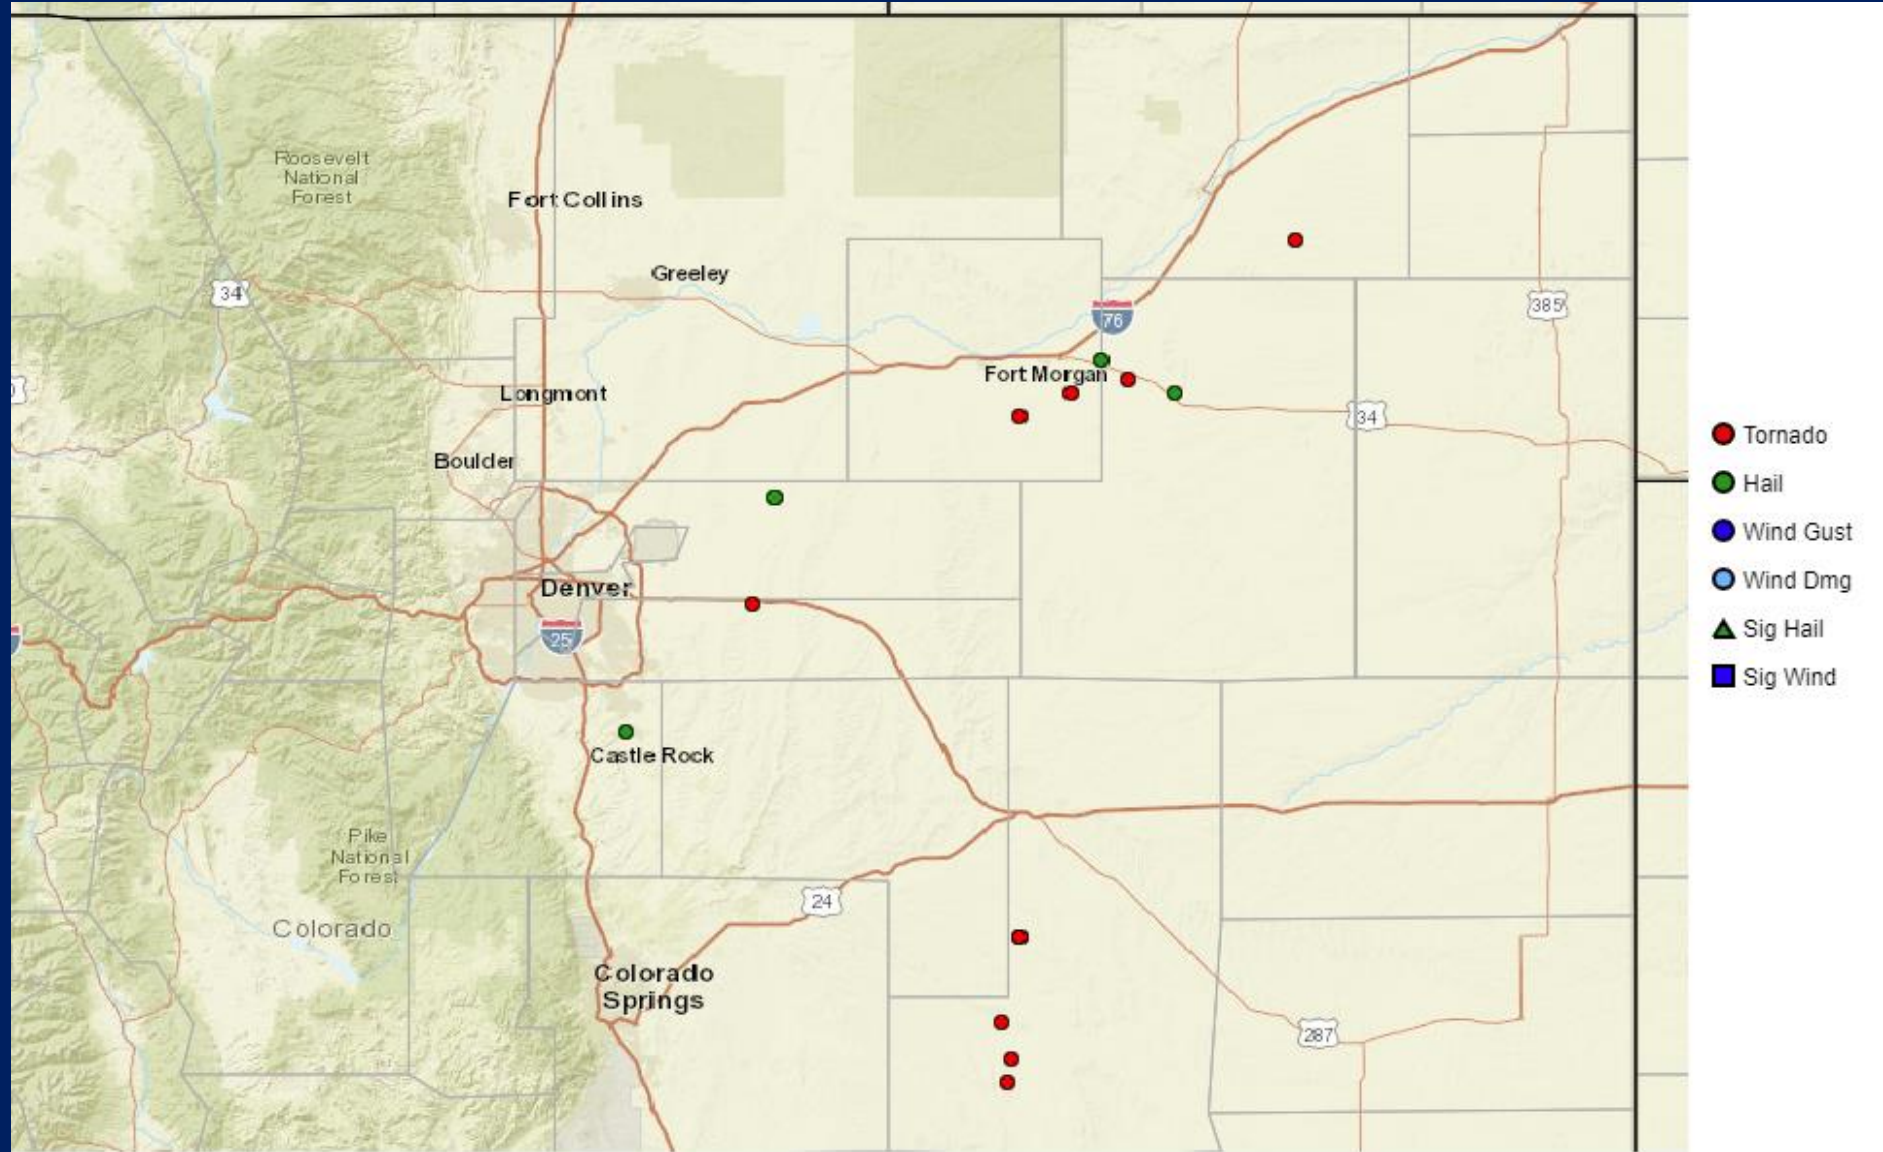 Roosevelt
National
Forest
Fort Collins
Greeley
34
76
385
Fort Morgan
Longmont
34
Boulder
Denver
25
Castle Rock
Pike
National
Forest
24
Colorado
Colorado
Springs
287
Tornado
Hail
Wind Gust
Wind Dmg
Sig Hail
Sig Wind